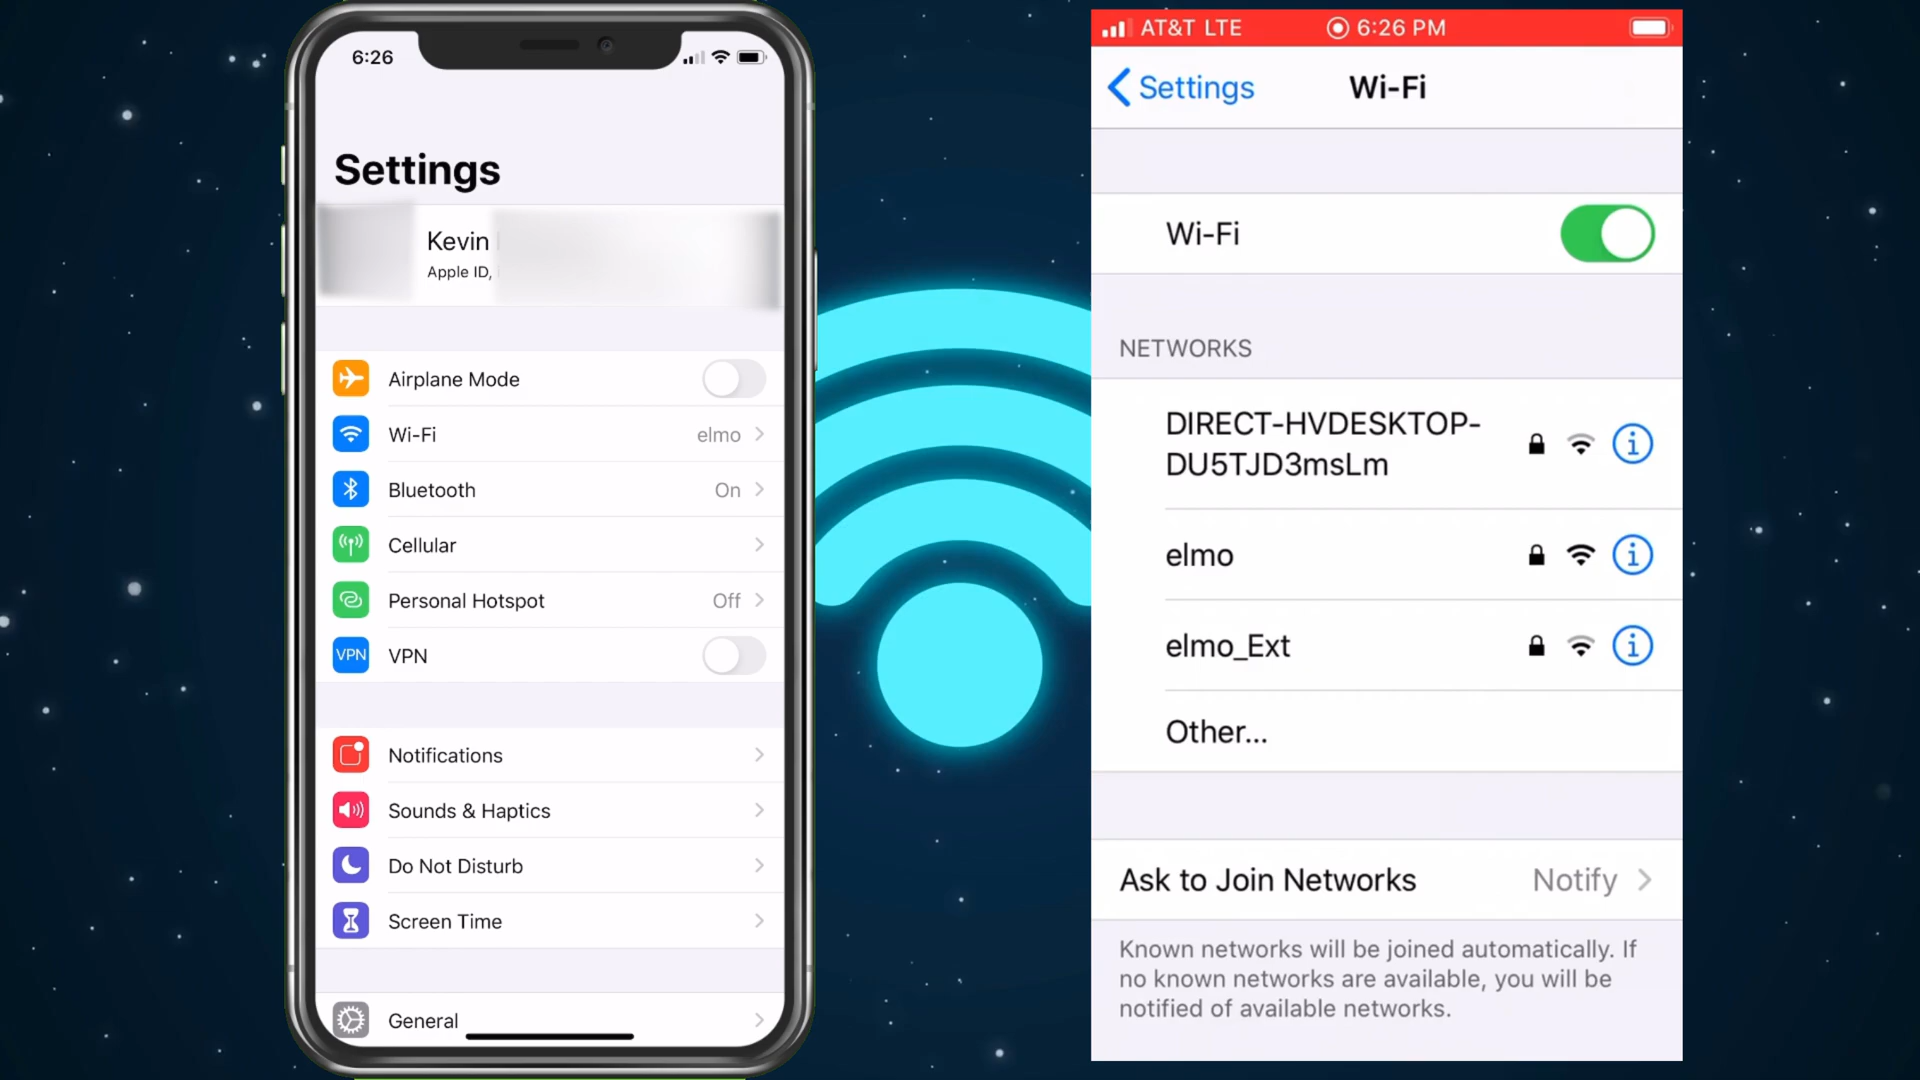 6:26
Settings
Kevin
Apple ID,
Airplane Mode
Wi-Fi elmo
Bluetooth On
Cellular
Personal Hotspot Off
VPN VPN
Notifications
Sounds & Haptics
Do Not Disturb
Screen Time
General
AT&T LTE 6:26 PM
Settings Wi-Fi
Wi-Fi
NETWORKS
DIRECT-HVDESKTOP-
DU5TJD3msLm
elmo
elmo_Ext
Other...
Ask to Join Networks Notify
Known networks will be joined automatically. If
no known networks are available, you will be
notified of available networks.